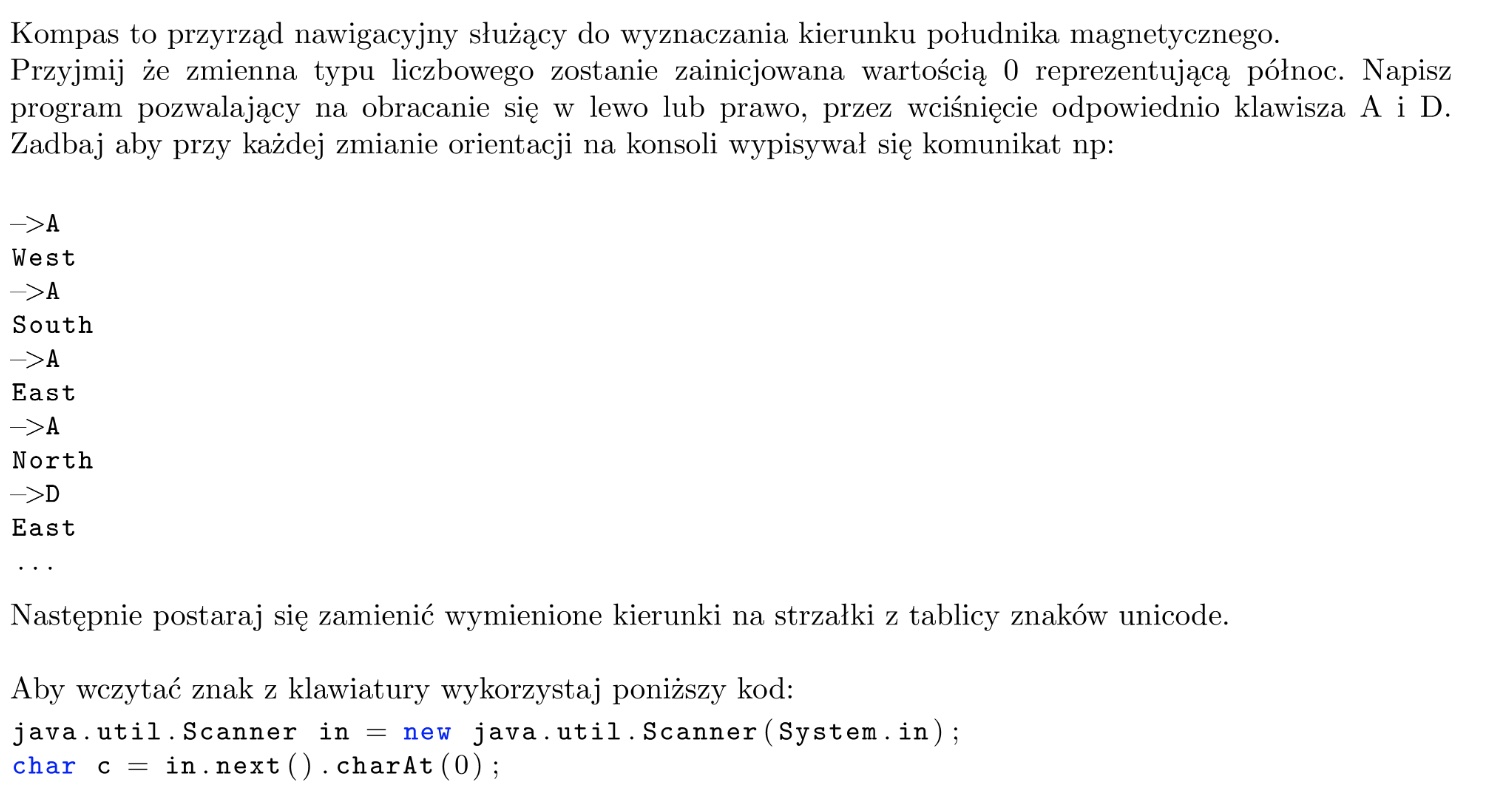 Kompas to przyrząd nawigacyjny służący do wyznaczania kierunku południka magnetycznego.
Przyjmij że zmienna typu liczbowego zostanie zainicjowana wartością 0 reprezentującą północ. Napisz
program pozwalający na obracanie się w lewo lub prawo, przez wciśnięcie odpowiednio klawisza A i D.
Zadbaj aby przy każdej zmianie orientacji na konsoli wypisywał się komunikat np:
–>A
West
–>A
South
–>A
East
–>A
North
–>D
East
...
Następnie postaraj się zamienić wymienione kierunki na strzałki z tablicy znaków unicode.
Aby wczytać znak z klawiatury wykorzystaj poniższy kod:
java.util.Scanner in = new java.util.Scanner(System.in);
char c = in.next().charAt(0);